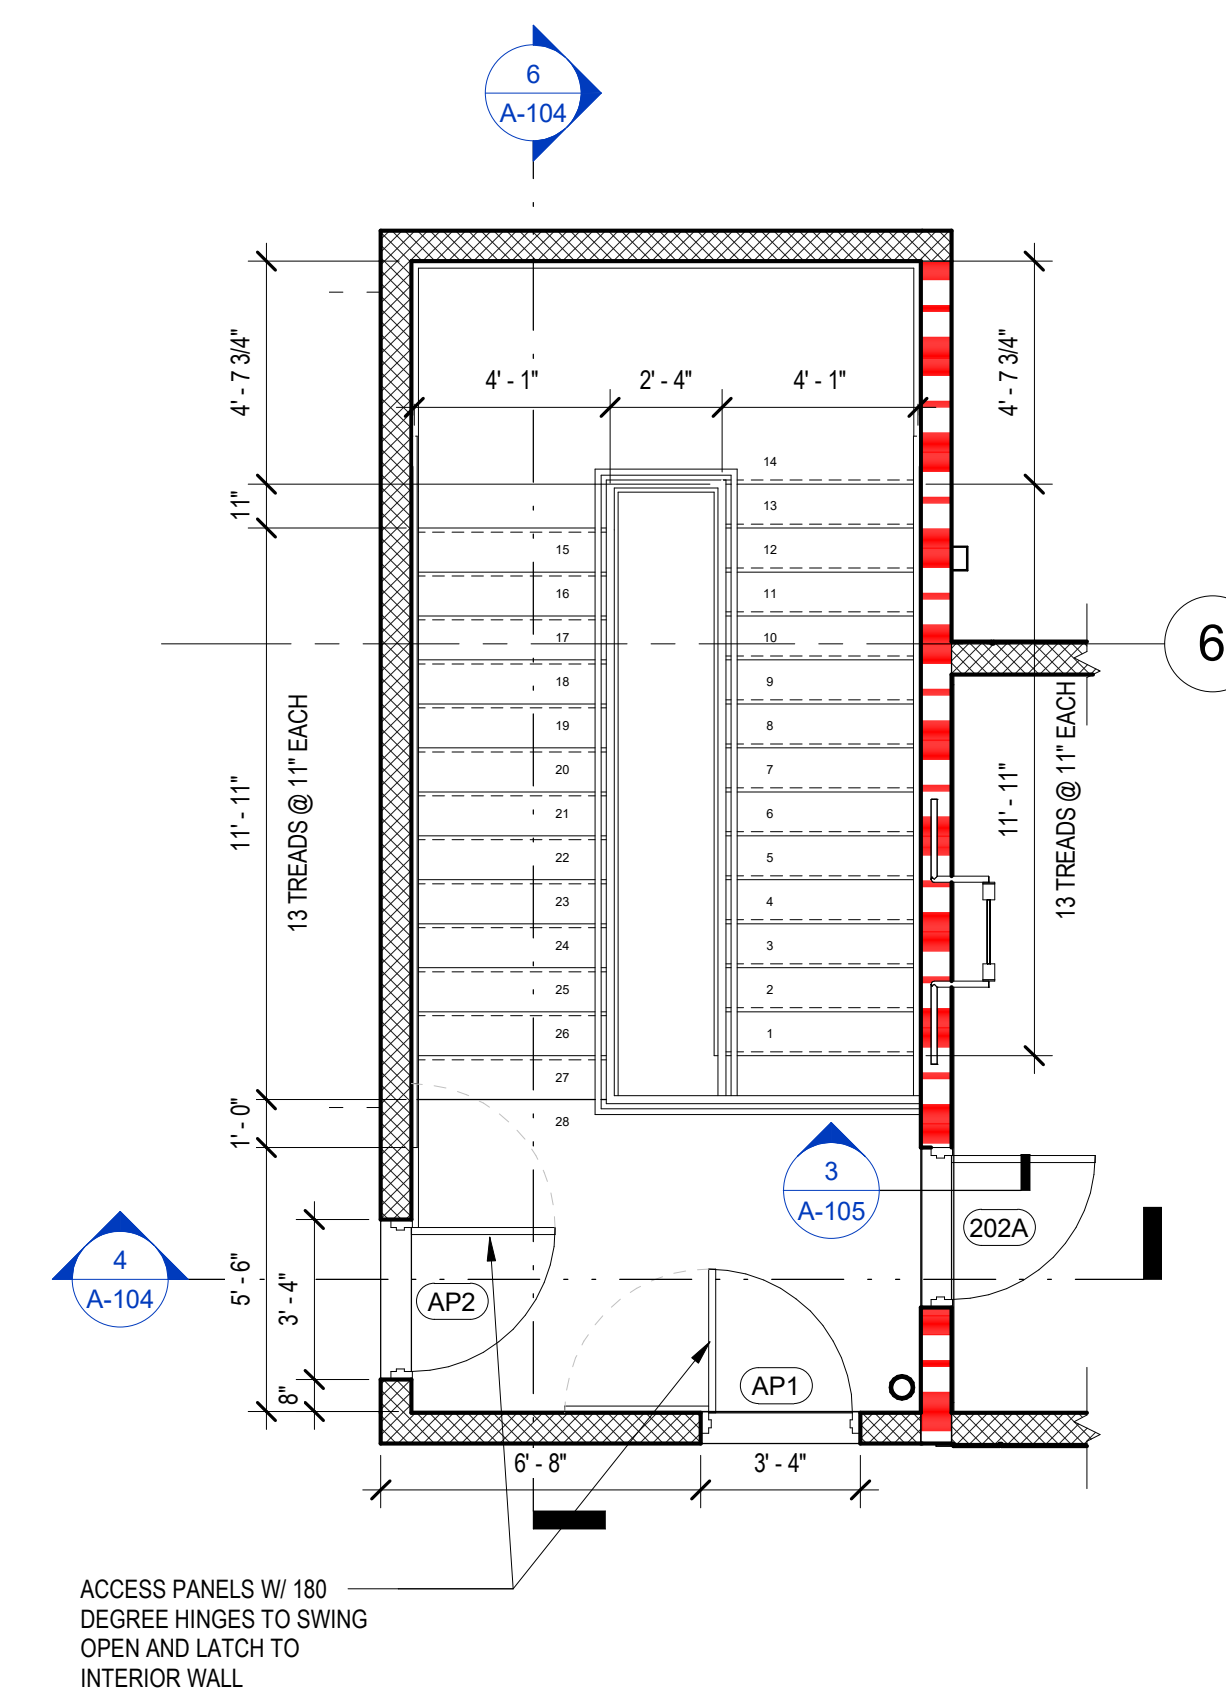 6
A-104
4' - 7 3/4"
4' - 7 3/4"
4' - 1"
2' - 4"
4' - 1"
11"
14
13
12
11
10
9
8
7
6
5
4
3
2
1
15
16
17
18
19
20
21
22
23
24
25
26
27
28
6
11' - 11"
13 TREADS @ 11" EACH
11' - 11"
13 TREADS @ 11" EACH
1' - 0"
5' - 6"
3' - 4"
8"
3
A-105
202A
4
A-104
AP2
AP1
6' - 8"
3' - 4"
ACCESS PANELS W/ 180
DEGREE HINGES TO SWING
OPEN AND LATCH TO
INTERIOR WALL